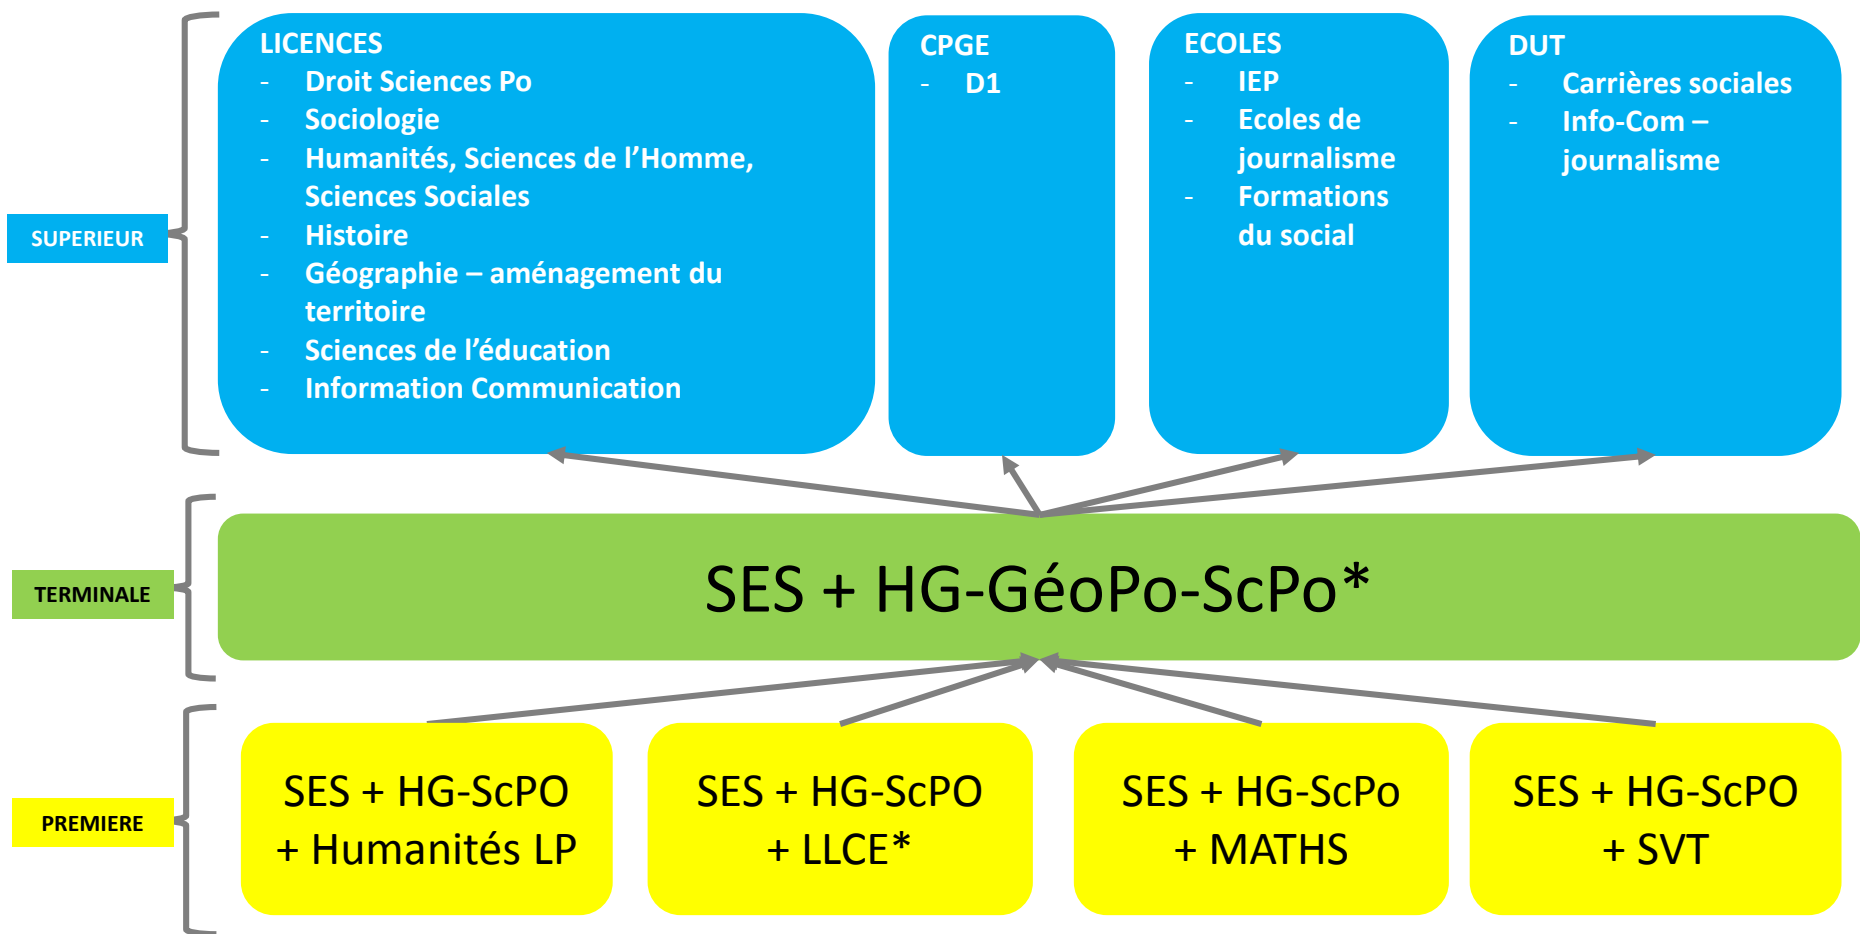 LICENCES
- Droit Sciences Po
- Sociologie
- Humanités, Sciences de l'Homme,
Sciences Sociales
- Histoire
- Géographie – aménagement du
territoire
- Sciences de l'éducation
- Information Communication
CPGE
- D1
ECOLES
- IEP
- Ecoles de
journalisme
- Formations
du social
DUT
- Carrières sociales
- Info-Com –
journalisme
SUPERIEUR
TERMINALE
SES + HG-GéoPo-ScPo*
PREMIERE
SES + HG-ScPO
+ Humanités LP
SES + HG-ScPO
+ LLCE*
SES + HG-ScPo
+ MATHS
SES + HG-ScPO
+ SVT